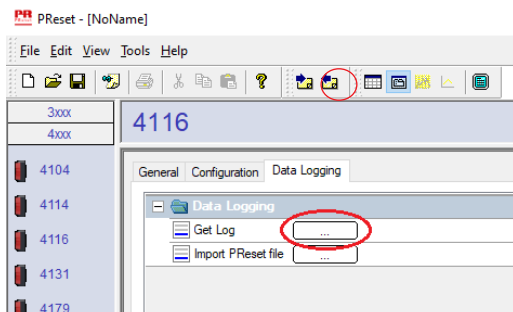 PR PReset - [NoName]
File Edit View Tools Help
3xxx
4xxx
4116
4104
4114
4116
4131
4179
General Configuration Data Logging
Data Logging
Get Log ...
Import PReset file ...